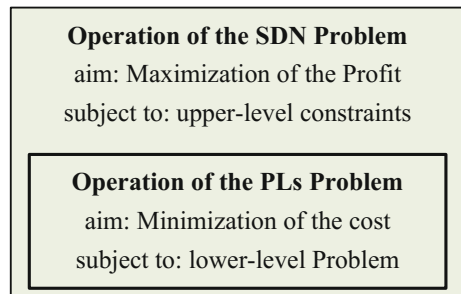 Operation of the SDN Problem
aim: Maximization of the Profit
subject to: upper-level constraints
Operation of the PLs Problem
aim: Minimization of the cost
subject to: lower-level Problem